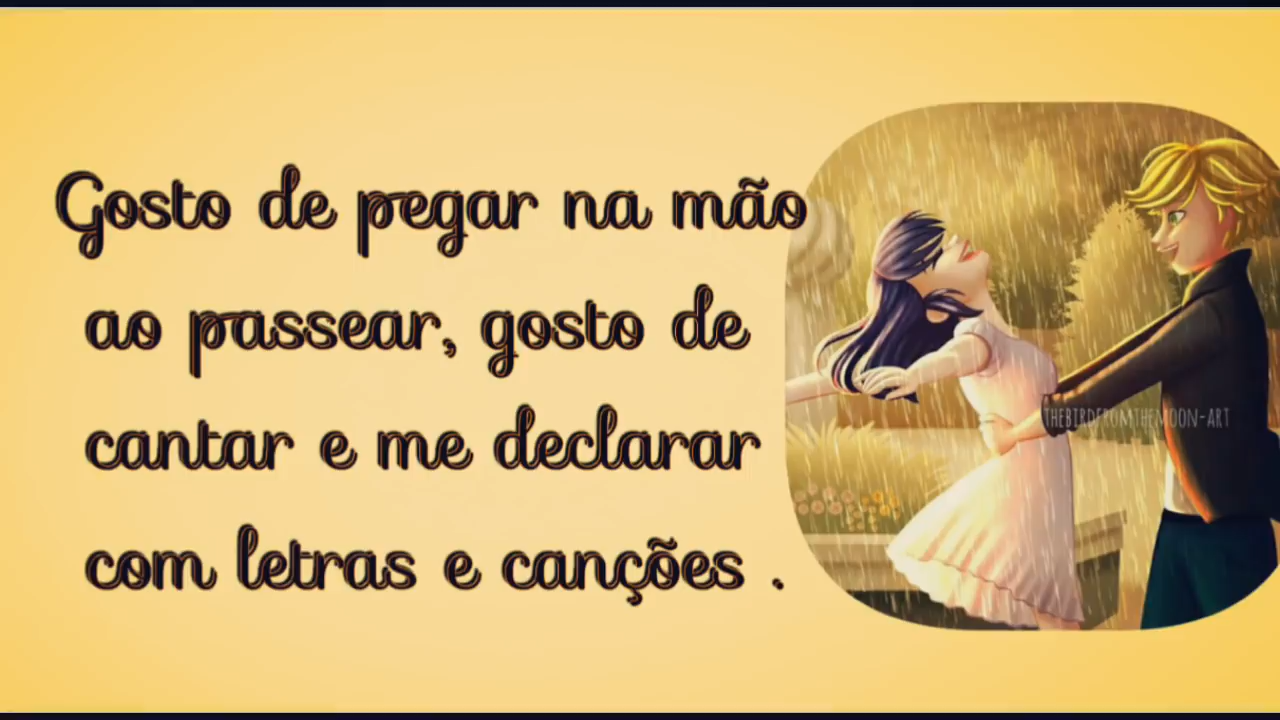 Gosto de pegar na mão
ao passear, gosto de
cantar e me declarar
com letras e canções .
THEBIRDFROMTHEMOON-ART